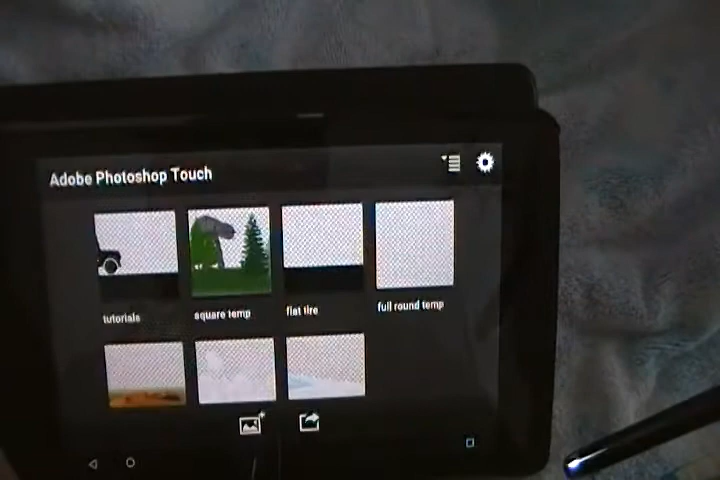 Adobe Photoshop Touch
tutorials
square temp
flat tire
full round temp